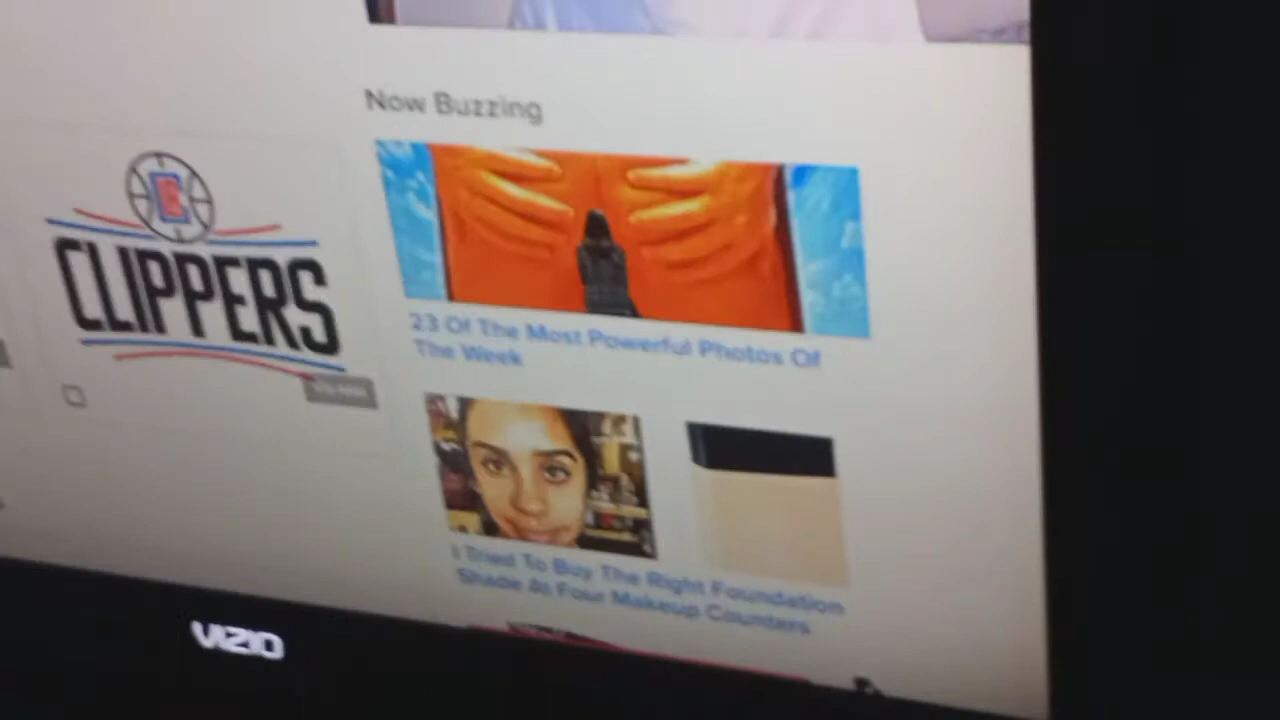 Now Buzzing
CLIPPERS
23 Of The Most Powerful Photos Of
The Week
I Tried To Buy The Right Foundation
Shade At Four Makeup Counters
VIZIO